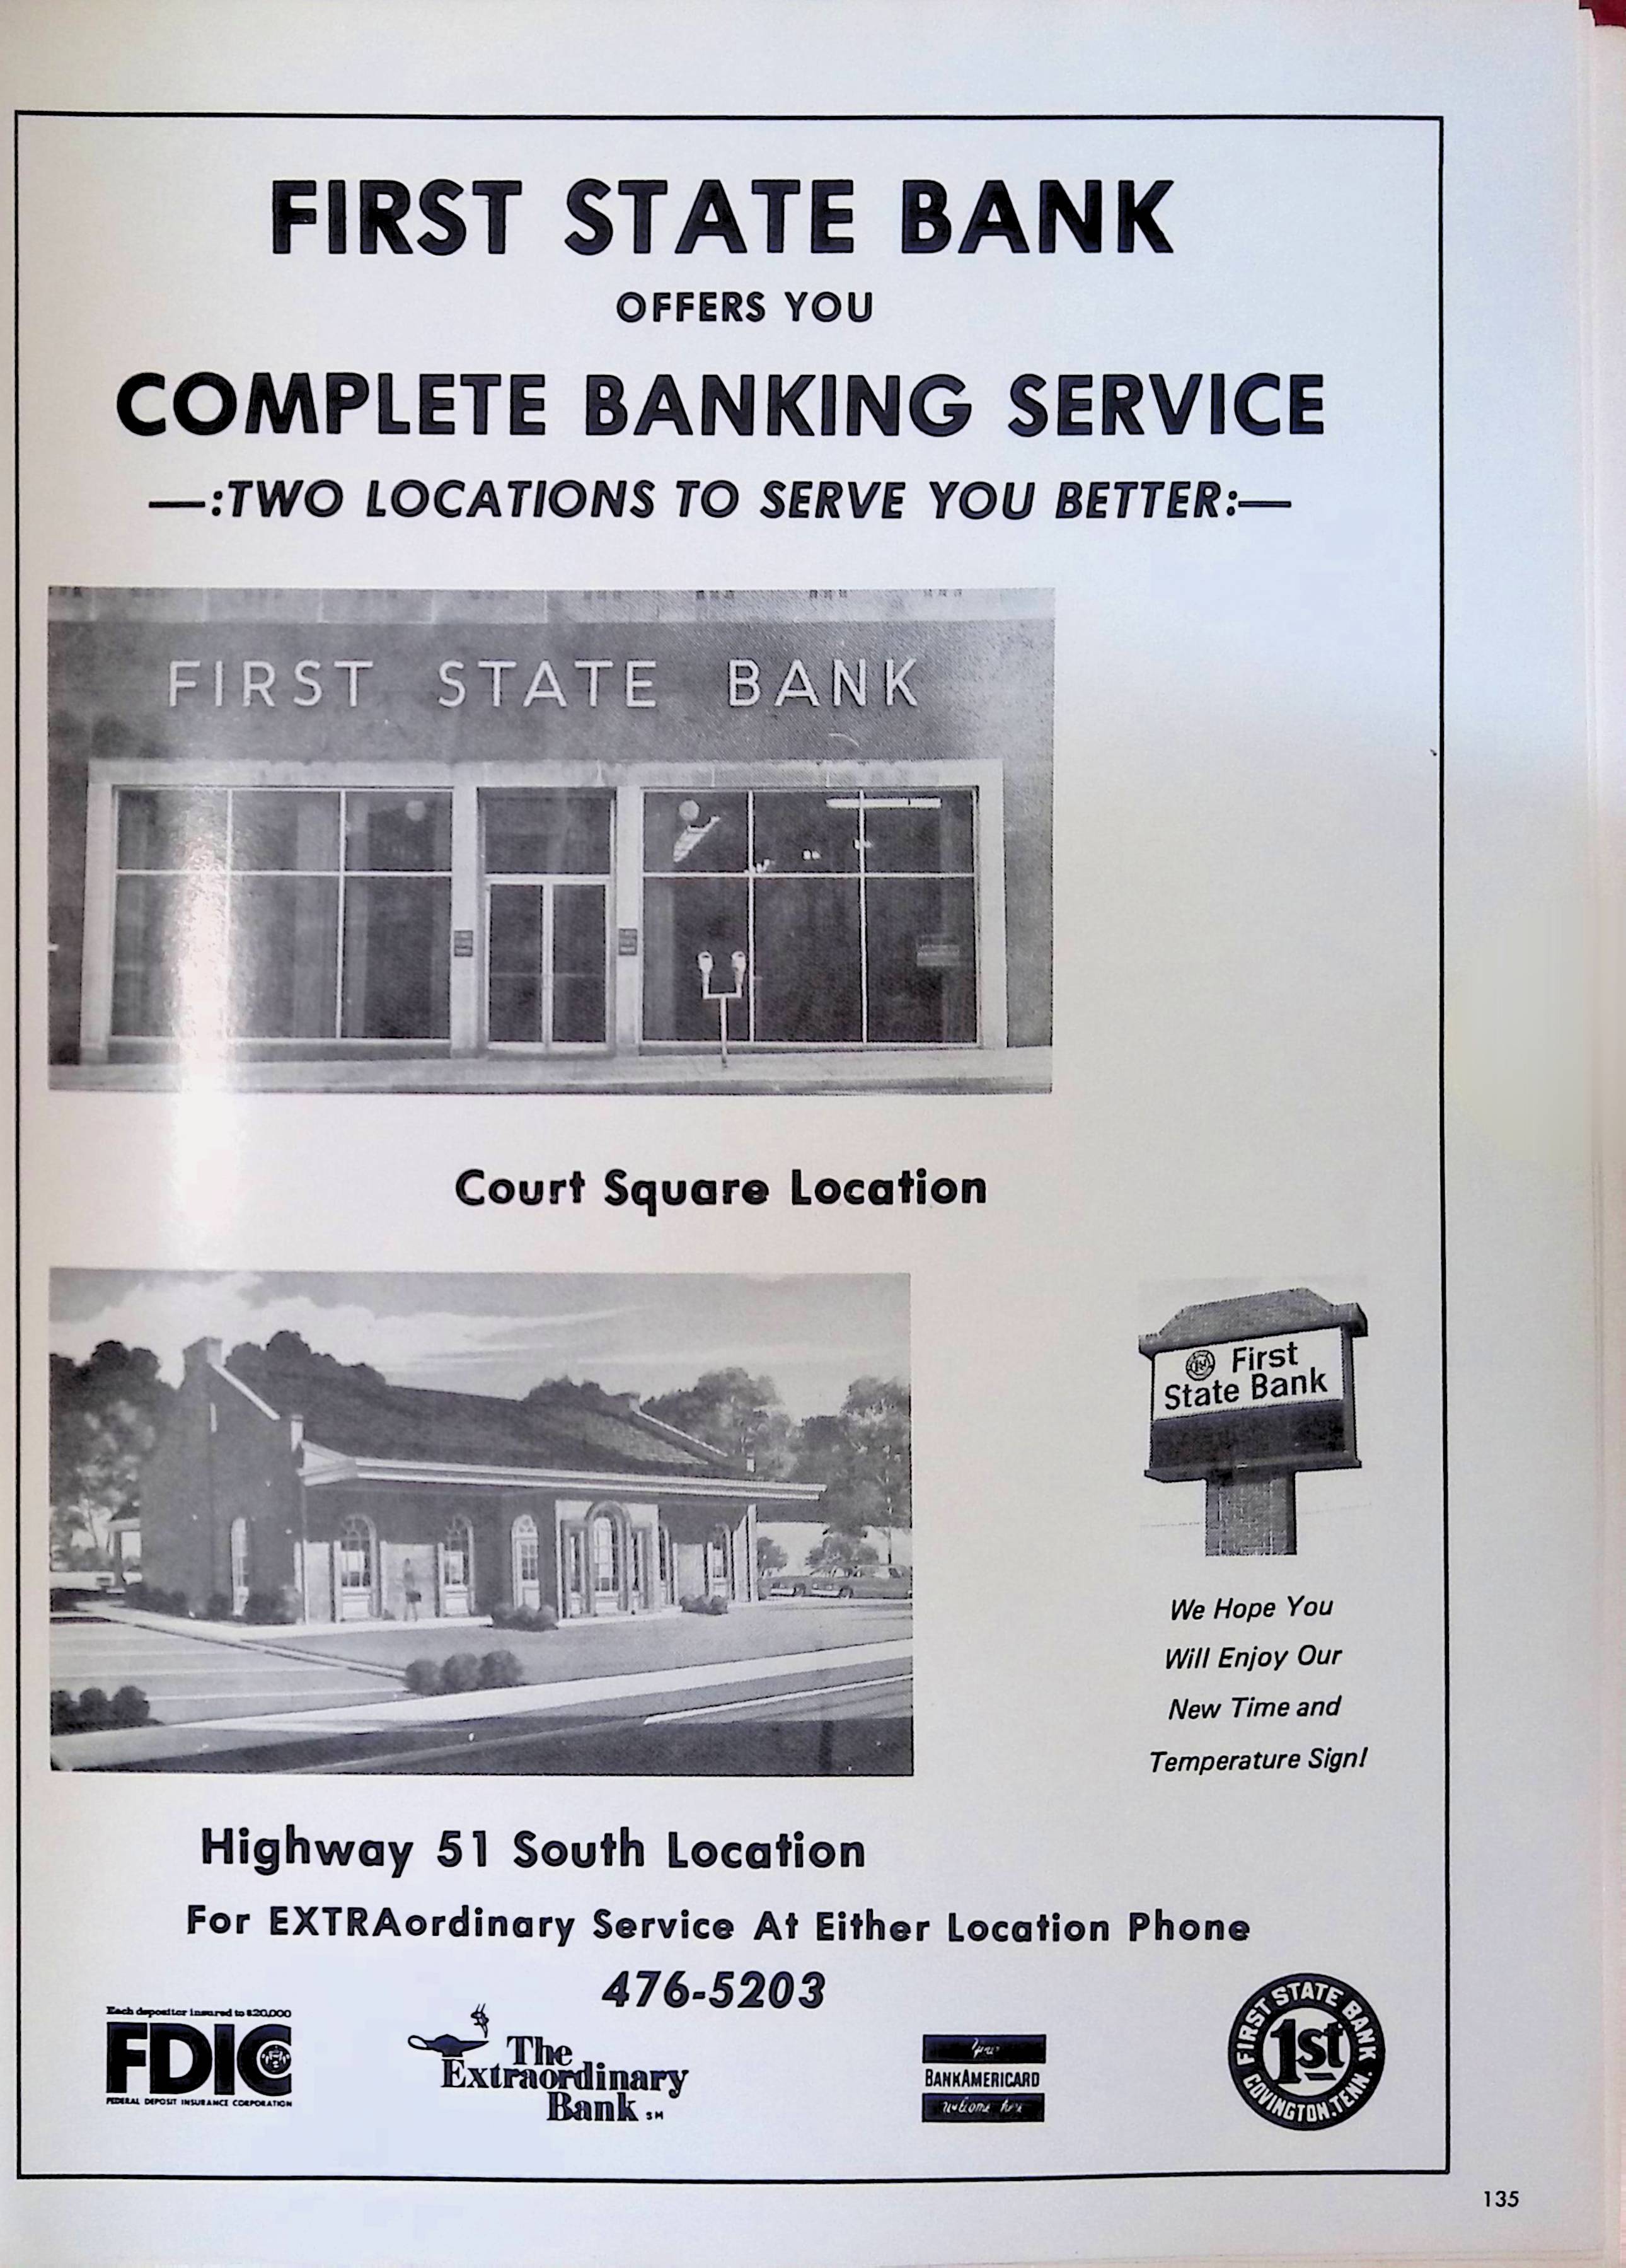 FIRST STATE BANK
OFFERS YOU
COMPLETE BANKING SERVICE
—:TWO LOCATIONS TO SERVE YOU BETTER:—
FIRST STATE BANK
Court Square Location
1st First
State Bank
We Hope You
Will Enjoy Our
New Time and
Temperature Sign!
Highway 51 South Location
For EXTRAordinary Service At Either Location Phone
476-5203
Each depositor insured to $20,000
FDIC
FEDERAL DEPOSIT INSURANCE CORPORATION
The
Extraordinary
Bank SM
Your
BANKAMERICARD
welcome here
FIRST STATE BANK
1st
COVINGTON, TENN.
135